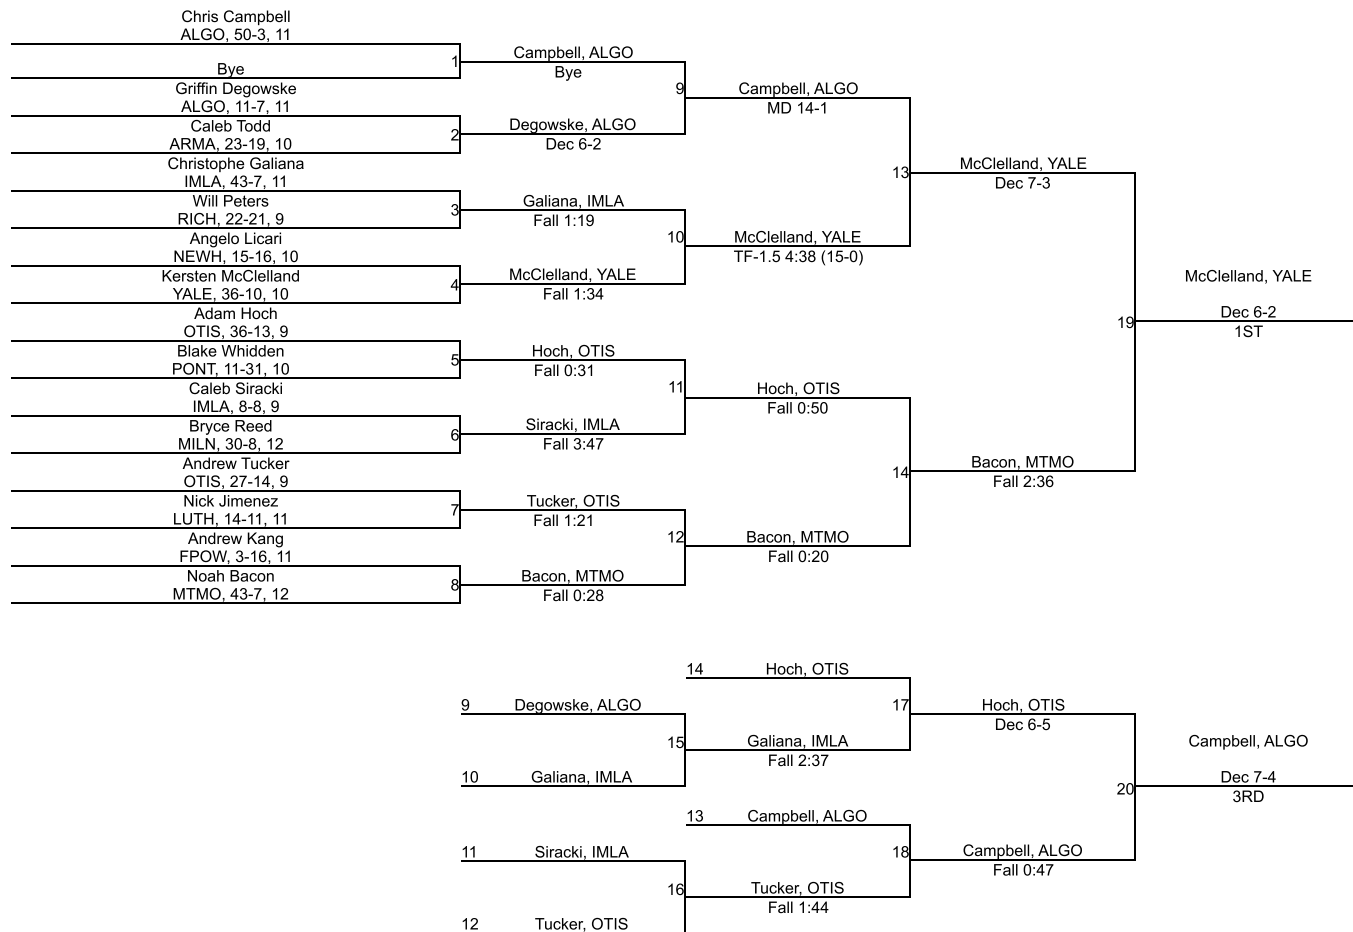 Chris Campbell
ALGO, 50-3, 11
Bye
Griffin Degowske
ALGO, 11-7, 11
Caleb Todd
ARMA, 23-19, 10
Christophe Galiana
IMLA, 43-7, 11
Will Peters
RICH, 22-21, 9
Angelo Licari
NEWH, 15-16, 10
Kersten McClelland
YALE, 36-10, 10
Adam Hoch
OTIS, 36-13, 9
Blake Whidden
PONT, 11-31, 10
Caleb Siracki
IMLA, 8-8, 9
Bryce Reed
MILN, 30-8, 12
Andrew Tucker
OTIS, 27-14, 9
Nick Jimenez
LUTH, 14-11, 11
Andrew Kang
FPOW, 3-16, 11
Noah Bacon
MTMO, 43-7, 12
1
Campbell, ALGO
Bye
2
Degowske, ALGO
Dec 6-2
3
Galiana, IMLA
Fall 1:19
4
McClelland, YALE
Fall 1:34
5
Hoch, OTIS
Fall 0:31
6
Siracki, IMLA
Fall 3:47
7
Tucker, OTIS
Fall 1:21
8
Bacon, MTMO
Fall 0:28
9
Campbell, ALGO
MD 14-1
10
McClelland, YALE
TF-1.5 4:38 (15-0)
11
Hoch, OTIS
Fall 0:50
12
Bacon, MTMO
Fall 0:20
13
McClelland, YALE
Dec 7-3
14
Bacon, MTMO
Fall 2:36
19
McClelland, YALE
Dec 6-2
1ST
9 Degowske, ALGO
10 Galiana, IMLA
11 Siracki, IMLA
12 Tucker, OTIS
14 Hoch, OTIS
15
Galiana, IMLA
Fall 2:37
13 Campbell, ALGO
16
Tucker, OTIS
Fall 1:44
17
Hoch, OTIS
Dec 6-5
18
Campbell, ALGO
Fall 0:47
20
Campbell, ALGO
Dec 7-4
3RD